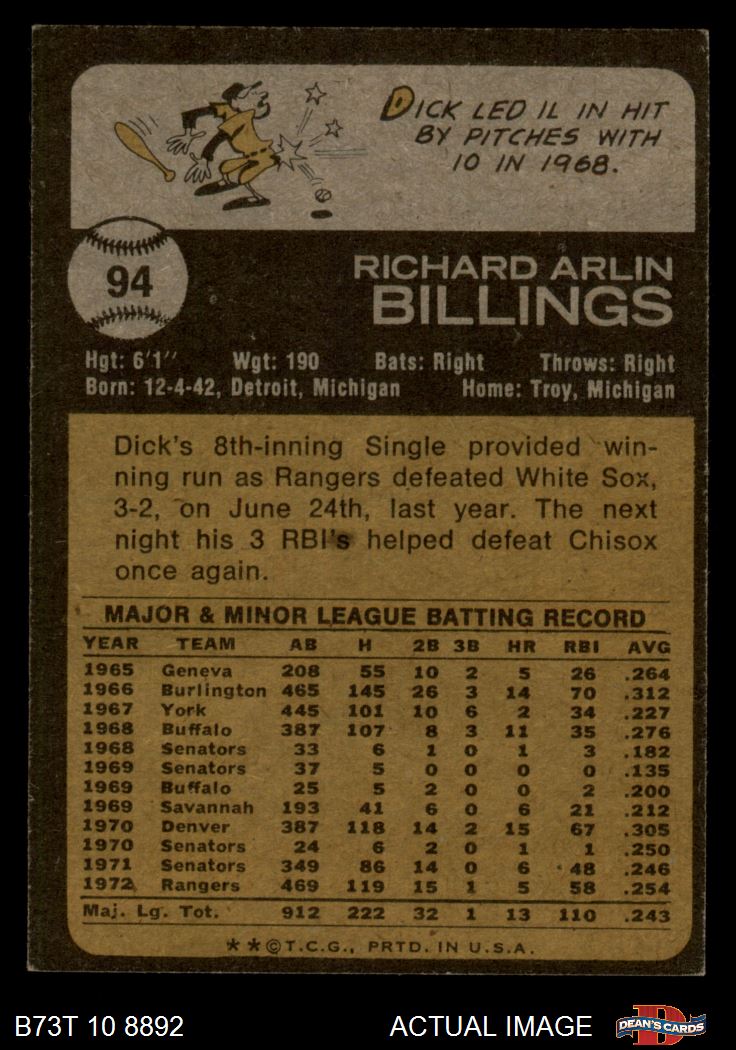 DICK LED IL IN HIT
BY PITCHES WITH
10 IN 1968.
94
RICHARD ARLIN
BILLINGS
Hgt: 6'1" Wgt: 190 Bats: Right Throws: Right
Born: 12-4-42, Detroit, Michigan Home: Troy, Michigan
Dick's 8th-inning Single provided win-
ning run as Rangers defeated White Sox,
3-2, on June 24th, last year. The next
night his 3 RBI's helped defeat Chisox
once again.
MAJOR & MINOR LEAGUE BATTING RECORD
YEAR TEAM AB H 2B 3B HR RBI AVG
1965 Geneva 208 55 10 2 5 26 .264
1966 Burlington 465 145 26 3 14 70 .312
1967 York 445 101 10 6 2 34 .227
1968 Buffalo 387 107 8 3 11 35 .276
1968 Senators 33 6 1 0 1 3 .182
1969 Senators 37 5 0 0 0 0 .135
1969 Buffalo 25 5 2 0 0 2 .200
1969 Savannah 193 41 6 0 6 21 .212
1970 Denver 387 118 14 2 15 67 .305
1970 Senators 24 6 2 0 1 1 .250
1971 Senators 349 86 14 0 6 48 .246
1972 Rangers 469 119 15 1 5 58 .254
Maj. Lg. Tot. 912 222 32 1 13 110 .243
**©T.C.G., PRTD. IN U.S.A.
B73T 10 8892 ACTUAL IMAGE DEAN'S CARDS